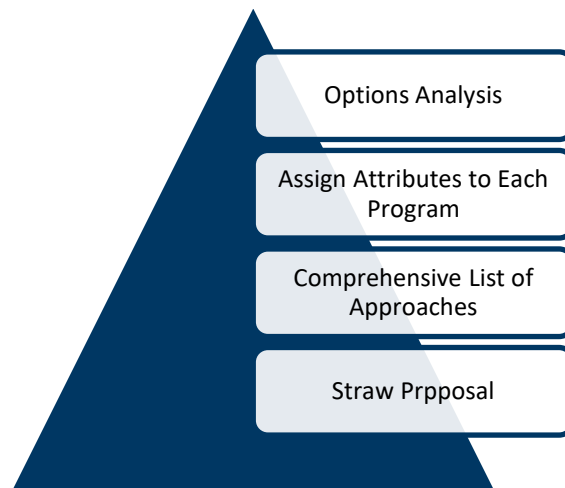 Options Analysis
Assign Attributes to Each
Program
Comprehensive List of
Approaches
Straw Prpposal